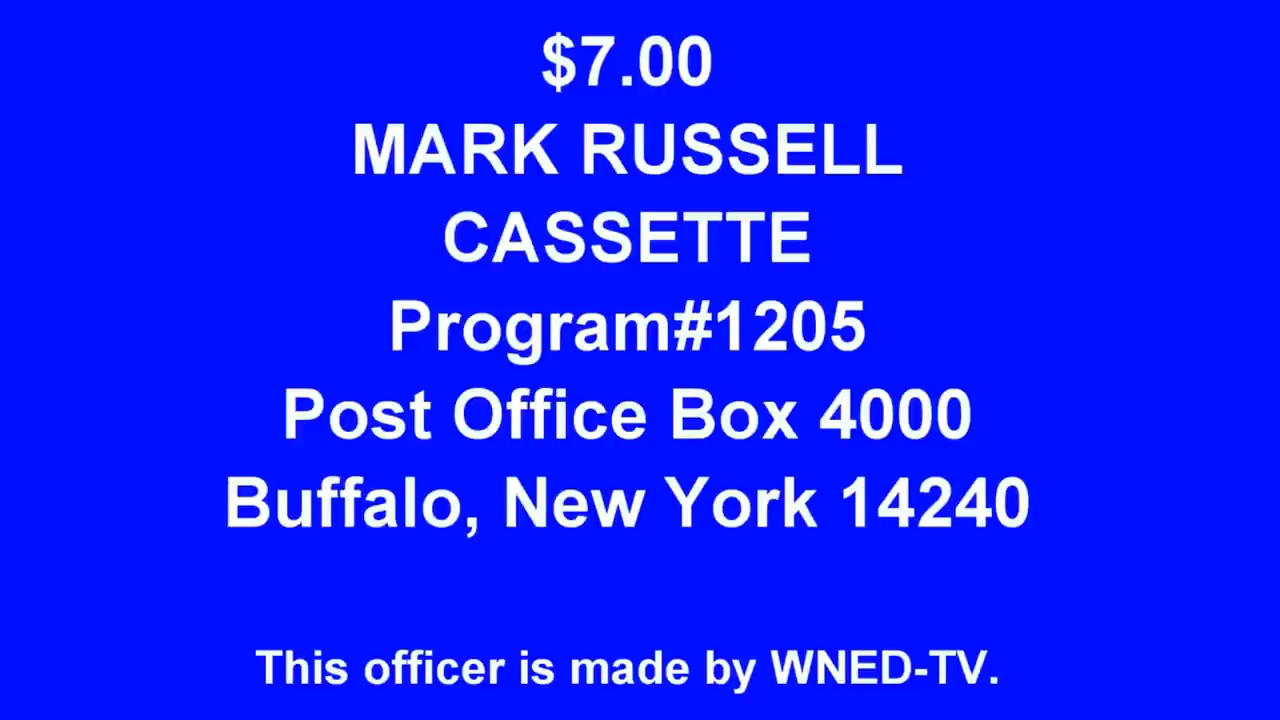 $7.00
MARK RUSSELL
CASSETTE
Program#1205
Post Office Box 4000
Buffalo, New York 14240
This officer is made by WNED-TV.